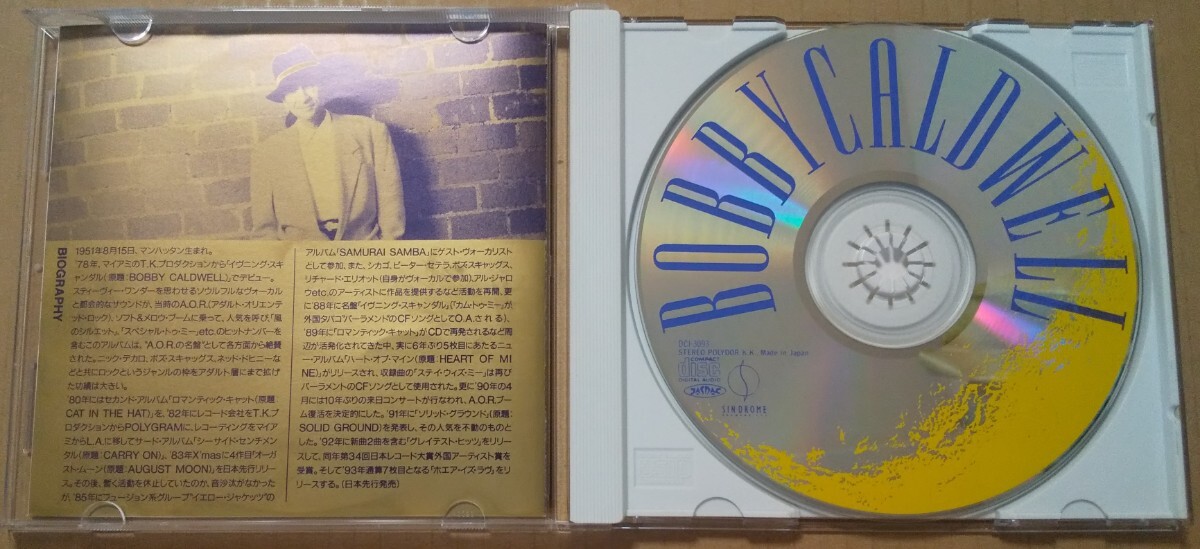 BIOGRAPHY
1951年8月15日、マンハッタン生まれ。
'78年、マイアミのT.K.プロダクションから「イヴニング・スキ
ャンダル(原題:BOBBY CALDWELL)」でデビュー。
スティーヴィー・ワンダーを思わせるソウルフルなヴォーカル
と都会的なサウンドが、当時のA.O.R.(アダルト・オリエンテ
ッド・ロック)、ソフト&メロウ・ブームに乗って、人気を呼び、「風
のシルエット」、「スペシャル・トゥ・ミー」、etc.のヒットナンバーを
含むこのアルバムは、"A.O.R.の名盤"として各方面から絶賛
された。ニック・デカロ、ボズ・スキャッグス、ネッド・ドヒニーな
どと共にロックというジャンルの枠をアダルト層にまで拡げ
た功績は大きい。
'80年にはセカンド・アルバム「ロマンティック・キャット(原題:
CAT IN THE HAT)」を、'82年にレコード会社をT.K.プ
ロダクションからPOLYGRAMに、レコーディングをマイア
ミからL.A.に移してサード・アルバム「シーサイド・センチメン
タル(原題:CARRY ON)」、'83年X'masに4作目「オーガ
スト・ムーン(原題:AUGUST MOON)」を日本先行リリー
ス。その後、暫く活動を休止していたのか、音沙汰がなかった
が、'85年にフュージョン系グループ"イエロー・ジャケッツ"の
アルバム「SAMURAI SAMBA」にゲスト・ヴォーカリスト
として参加。また、シカゴ、ピーター・セテラ、ボズ・スキャッグス、
リチャード・エリオット(自身がヴォーカルで参加)、アル・ジャロ
ウetc.のアーティストに作品を提供するなど活動を再開、更
に88年に名盤「イヴニング・スキャンダル」(「カム・トゥ・ミー」が
外国タバコ"パーラメント"のCFソングとしてO.A.される)、
'89年に「ロマンティック・キャット」がCDで再発されるなど周
辺が活発化されてきた中、実に6年ぶり5枚目にあたるニュ
ー・アルバム「ハート・オブ・マイン(原題:HEART OF MI
NE)」がリリースされ、収録曲の「ステイ・ウィズ・ミー」は再び
パーラメントのCFソングとして使用された。更に'90年の4
月には10年ぶりの来日コンサートが行なわれ、A.O.R.ブ
ーム復活を決定的にした。'91年に「ソリッド・グラウンド」(原題:
SOLID GROUND)を発表し、その人気を不動のものと
した。'92年に新曲2曲を含む「グレイテスト・ヒッツ」をリリー
スして、同年第34回日本レコード大賞外国アーティスト賞を
受賞。そして'93年通算7枚目となる「ホエア・イズ・ラヴ」をリ
リースする。(日本先行発売)
BOBBY CALDWELL
DCI-3091
STEREO POLYDOR K.K. Made in Japan
COMPACT
disc
DIGITAL AUDIO
JASRAC
SINDROME